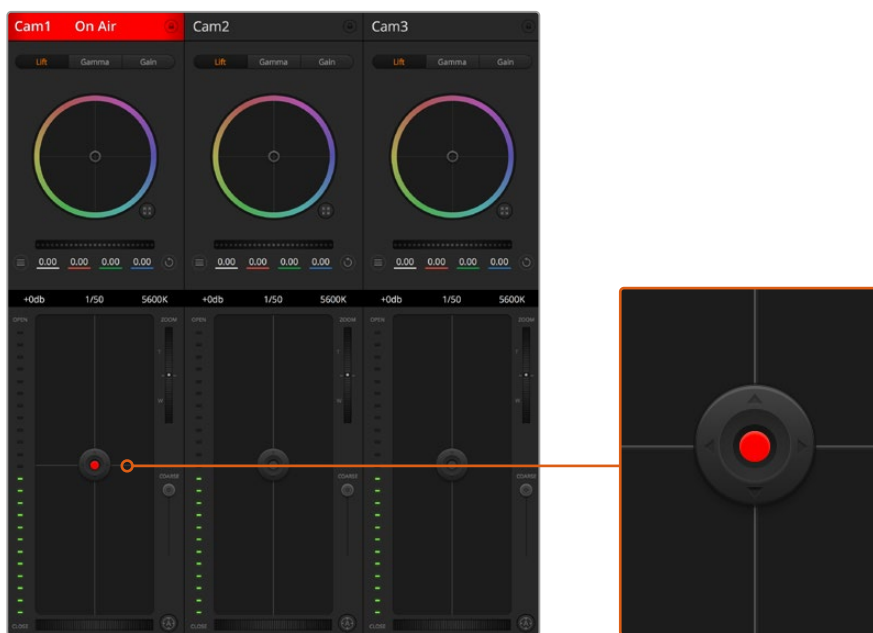 Cam1 On Air Cam2 Cam3
Lift Gamma Gain Lift Gamma Gain Lift Gamma Gain
0.00 0.00 0.00 0.00 0.00 0.00 0.00 0.00 0.00 0.00 0.00 0.00
+0db 1/50 5600K +0db 1/50 5600K +0db 1/50 5600K
OPEN ZOOM OPEN ZOOM OPEN ZOOM
T T T
W W W
COARSE COARSE COARSE
CLOSE A CLOSE A CLOSE A